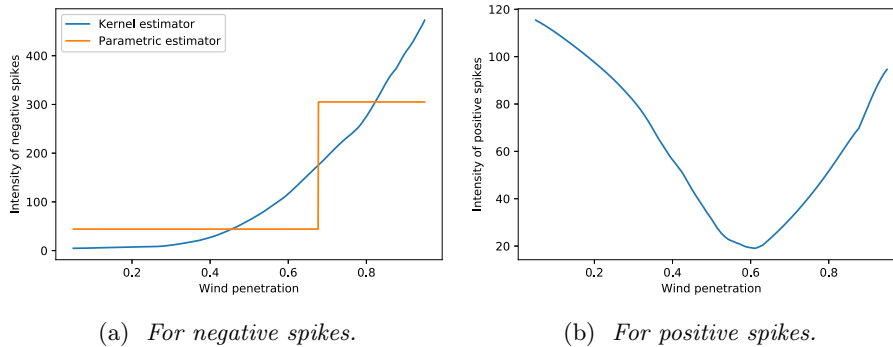 Kernel estimator
Parametric estimator
Intensity of negative spikes
400
300
200
100
0
0.2 0.4 0.6 0.8
Wind penetration
(a) For negative spikes.
Intensity of positive spikes
120
100
80
60
40
20
0.2 0.4 0.6 0.8
Wind penetration
(b) For positive spikes.